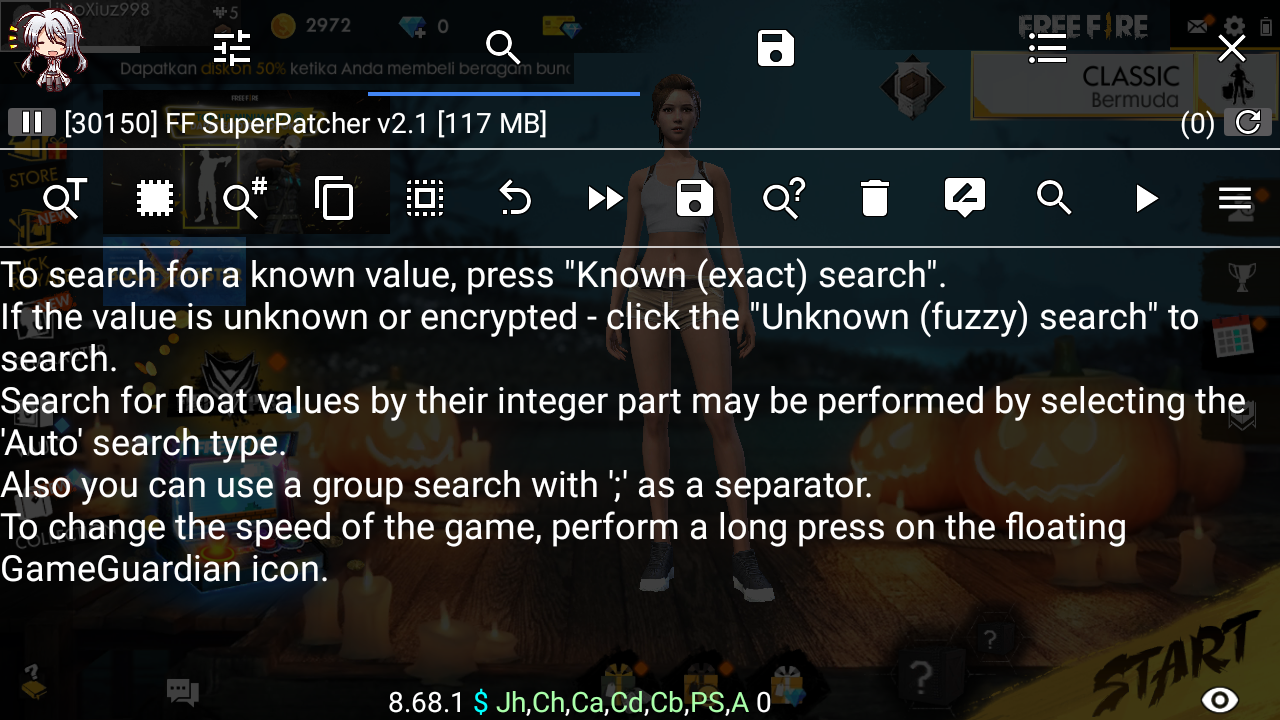 NoXiuz998
5
2972
0
FREE FIRE
Dapatkan diskon 50% ketika Anda membeli beragam
CLASSIC
Bermuda
[30150] FF SuperPatcher v2.1 [117 MB]
(0)
FREE FIRE
STORE
NEW
T
#
?
To search for a known value, press "Known (exact) search".
If the value is unknown or encrypted - click the "Unknown (fuzzy) search" to
search.
Search for float values by their integer part may be performed by selecting the
'Auto' search type.
Also you can use a group search with ';' as a separator.
To change the speed of the game, perform a long press on the floating
GameGuardian icon.
NEW
?
?
?
START
8.68.1 $ Jh,Ch,Ca,Cd,Cb,PS,A 0